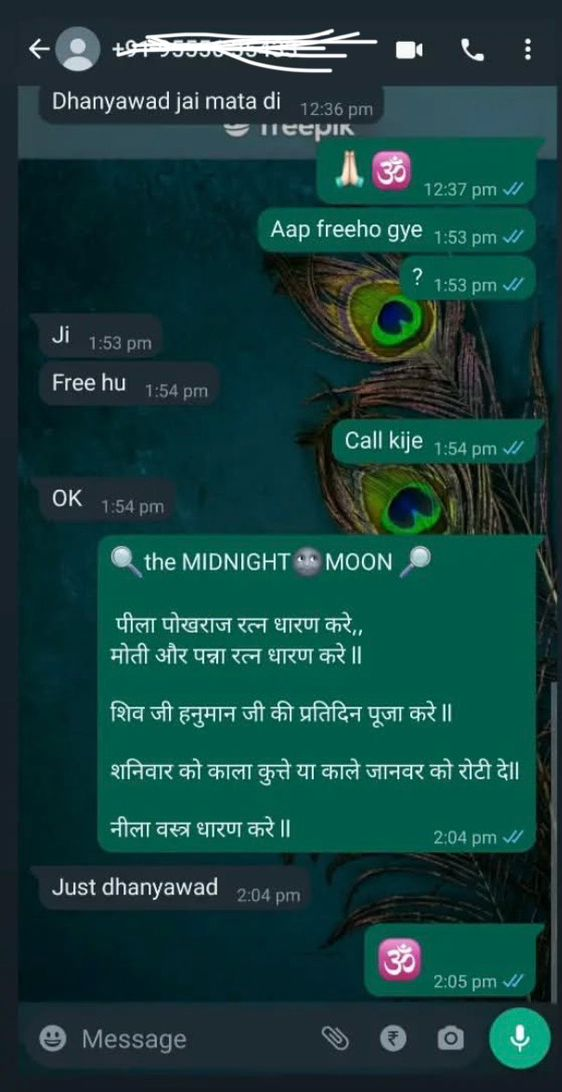 +91
Dhanyawad jai mata di 12:36 pm
freepik
🙏🏻🕉️ 12:37 pm
Aap freeho gye 1:53 pm
? 1:53 pm
Ji 1:53 pm
Free hu 1:54 pm
Call kije 1:54 pm
OK 1:54 pm
🔍the MIDNIGHT🌚MOON🔎
पीला पोखराज रत्न धारण करे,,
मोती और पन्ना रत्न धारण करे ll
शिव जी हनुमान जी की प्रतिदिन पूजा करे ll
शनिवार को काला कुत्ते या काले जानवर को रोटी देll
नीला वस्त्र धारण करे ll
2:04 pm
Just dhanyawad 2:04 pm
🕉️ 2:05 pm
Message